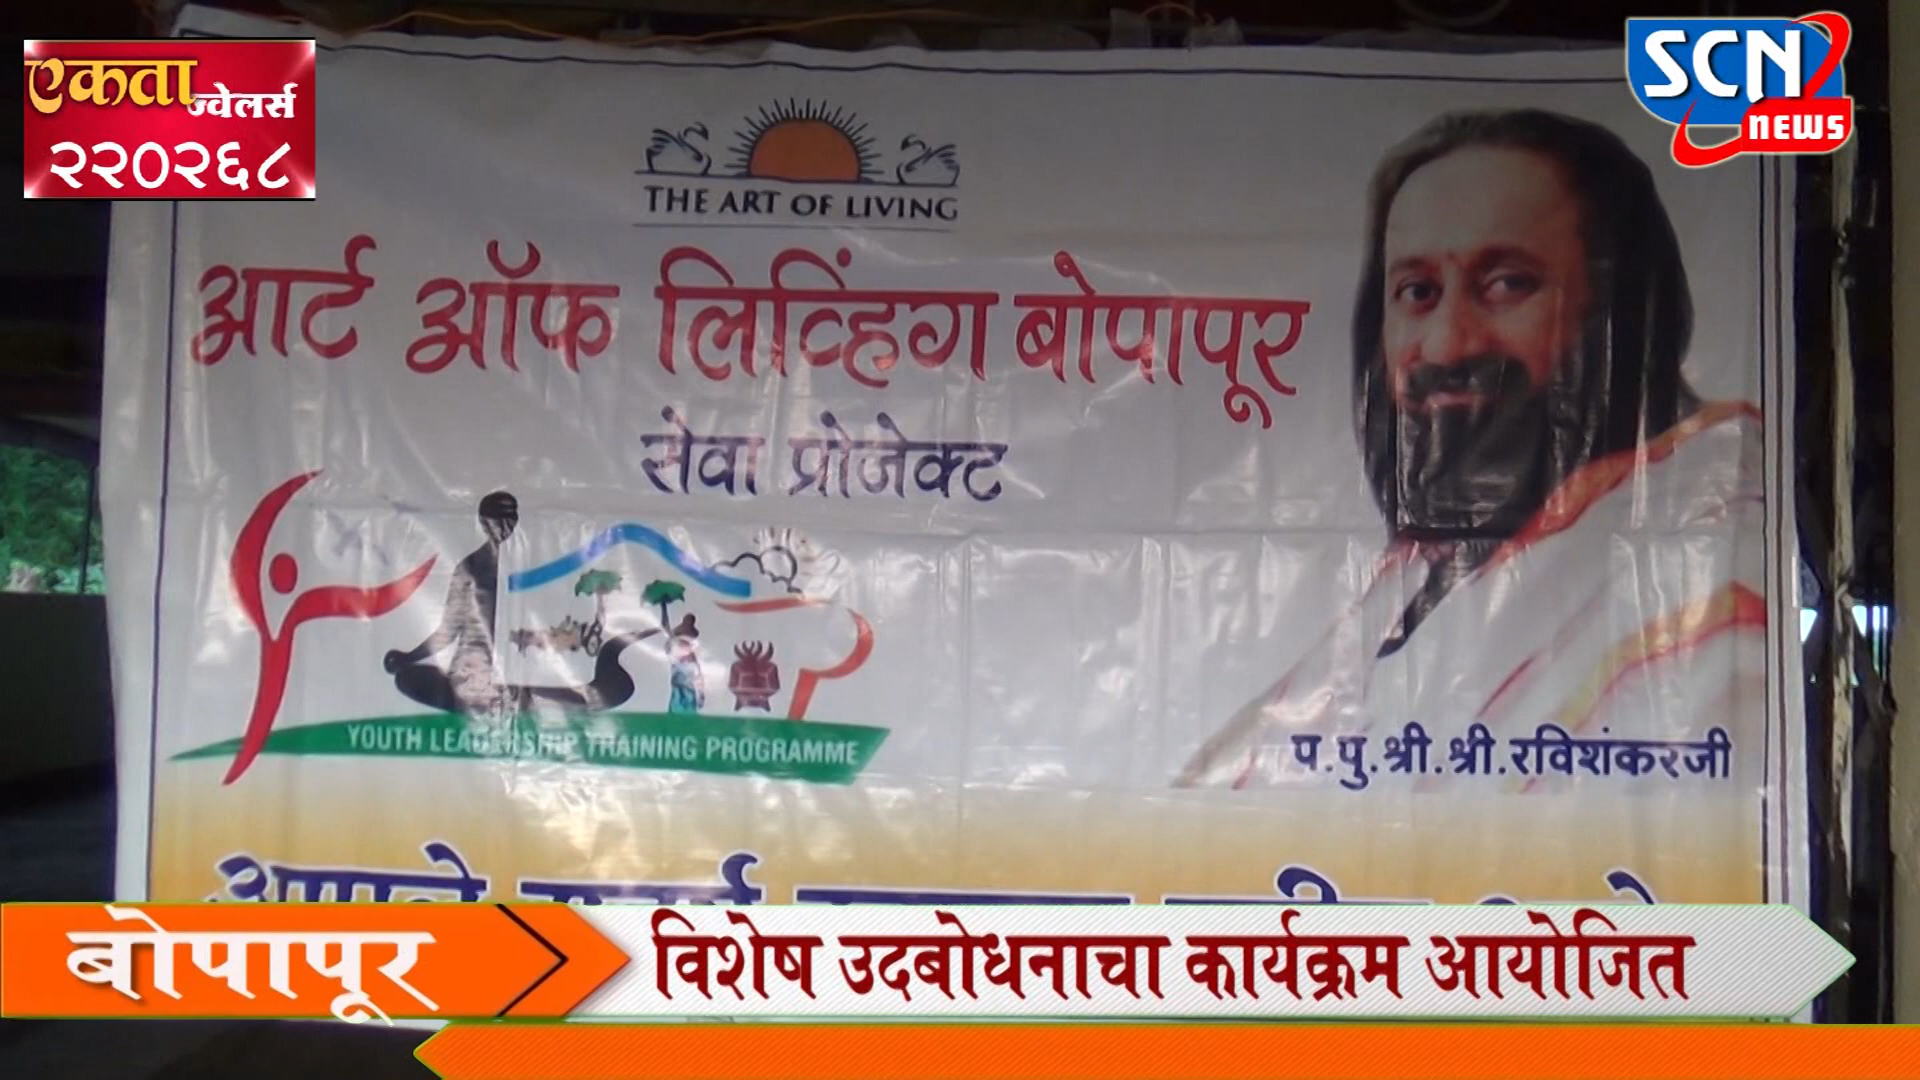 एकता
ज्वेलर्स
२२०२६८
SCN
NEWS
THE ART OF LIVING
आर्ट ऑफ लिव्हिंग बोपापूर
सेवा प्रोजेक्ट
YOUTH LEADERSHIP TRAINING PROGRAMME
प.पु.श्री.श्री.रविशंकरजी
बोपापूर
विशेष उदबोधनाचा कार्यक्रम आयोजित